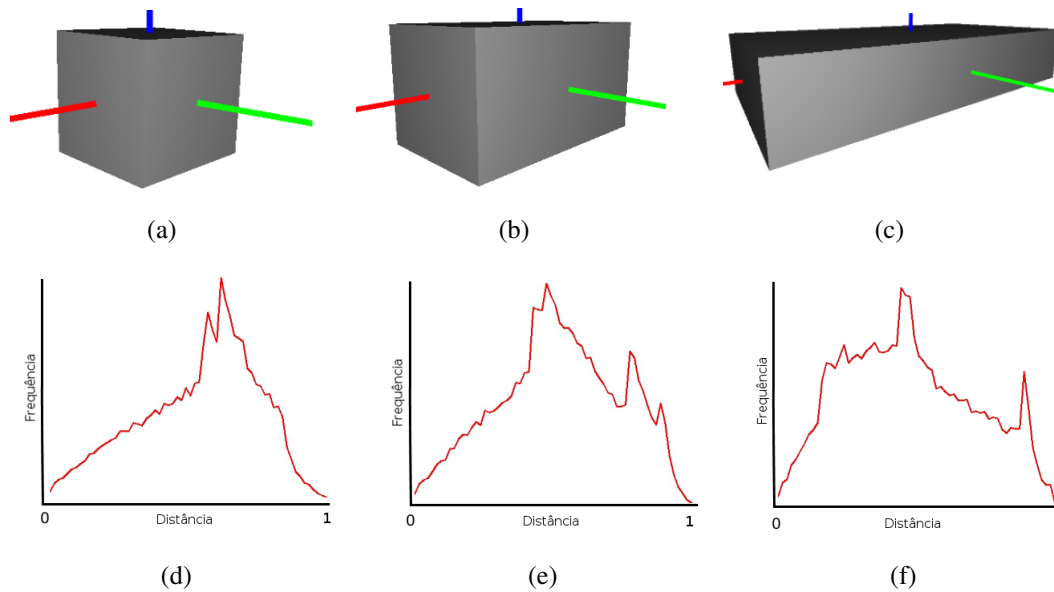 (a)
(b)
(c)
Frequência
0
Distância
1
Frequência
0
Distância
1
Frequência
0
Distância
(d)
(e)
(f)